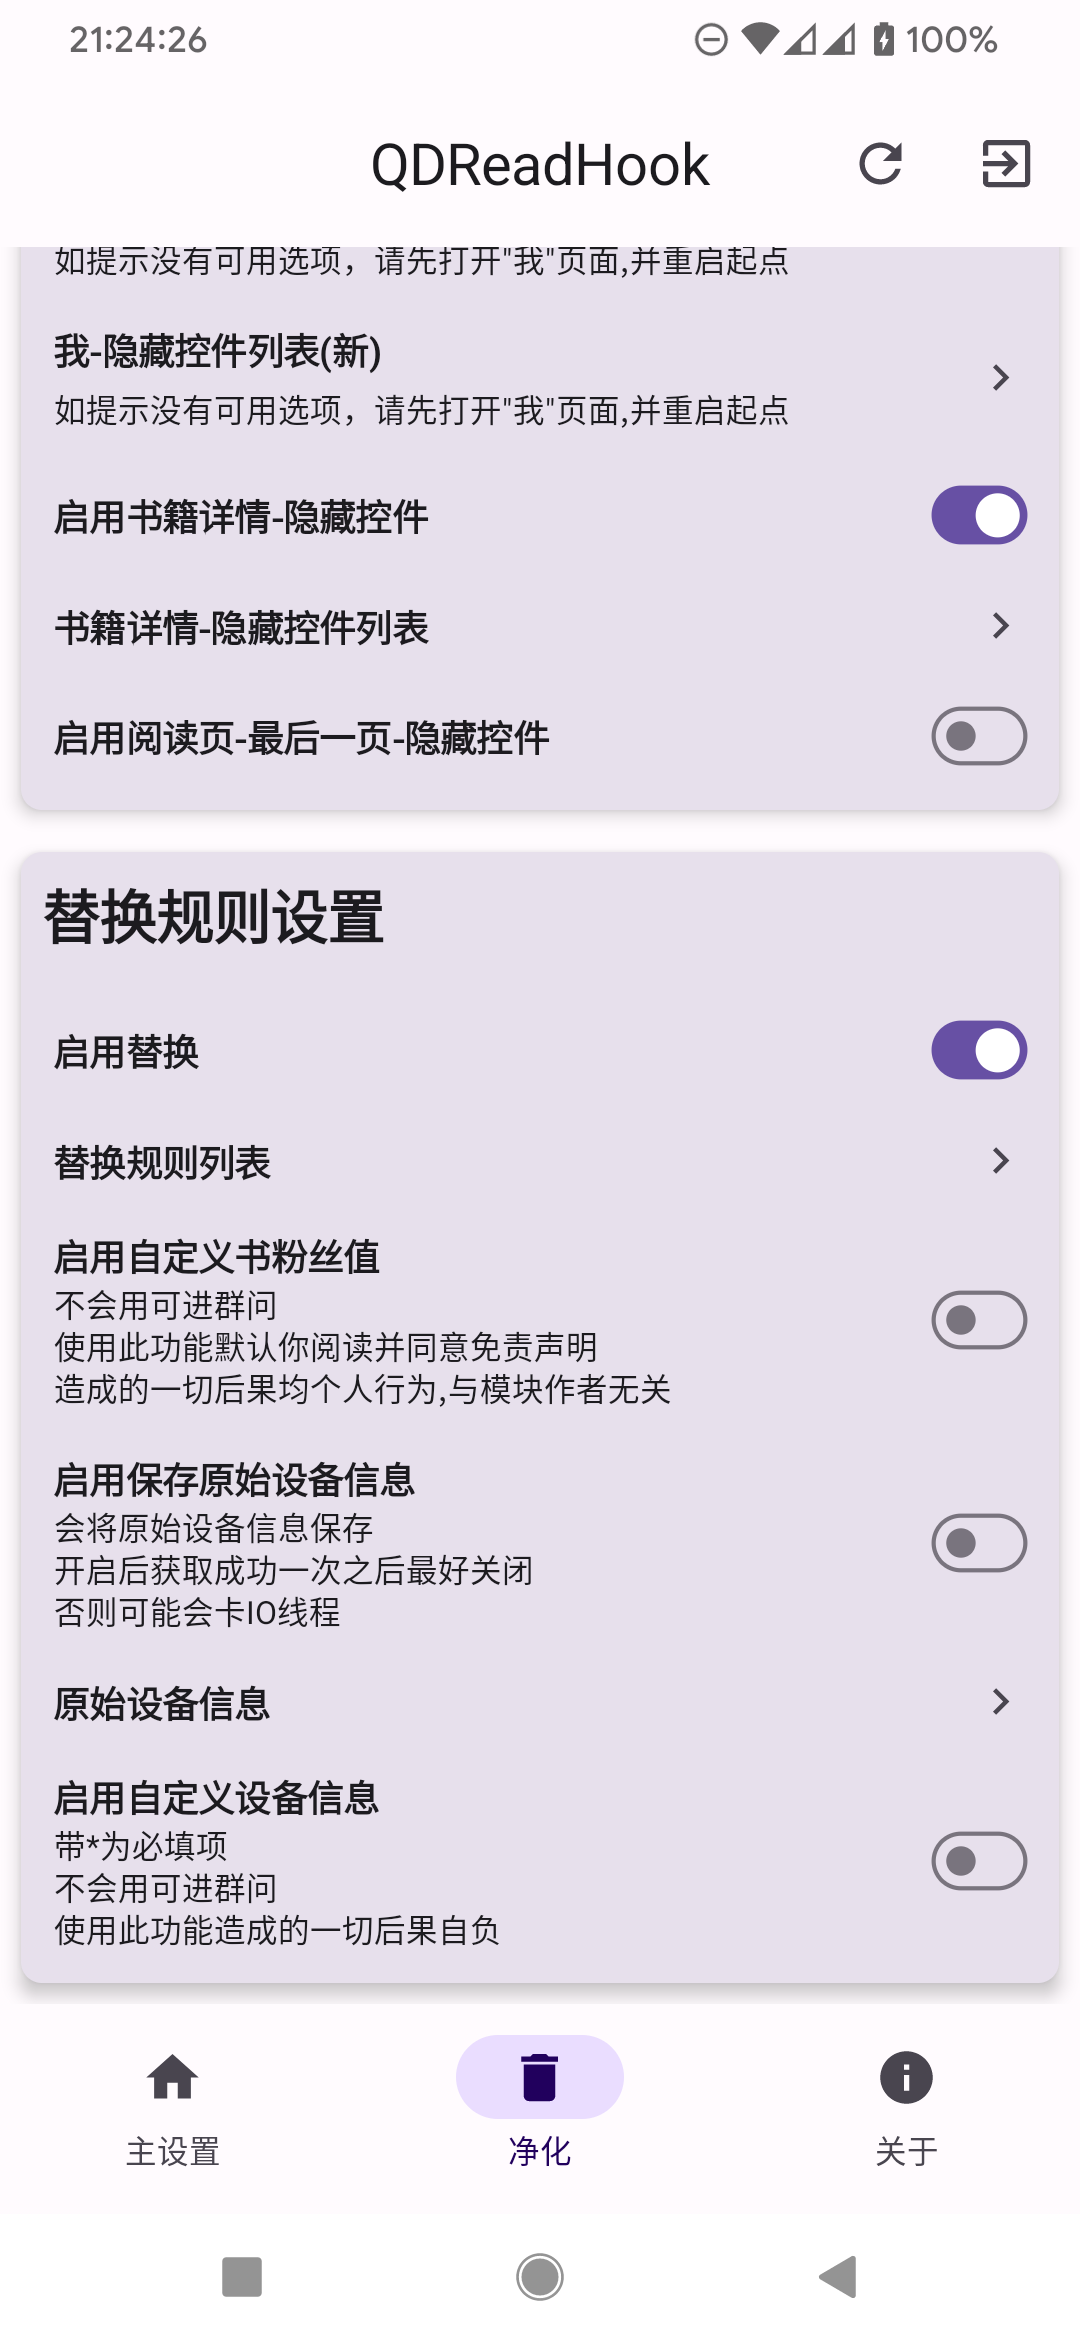 21:24:26
100%
QDReadHook
如提示没有可用选项，请先打开"我"页面,并重启起点
我-隐藏控件列表(新)
如提示没有可用选项，请先打开"我"页面,并重启起点
启用书籍详情-隐藏控件
书籍详情-隐藏控件列表
启用阅读页-最后一页-隐藏控件
替换规则设置
启用替换
替换规则列表
启用自定义书粉丝值
不会用可进群问
使用此功能默认你阅读并同意免责声明
造成的一切后果均个人行为,与模块作者无关
启用保存原始设备信息
会将原始设备信息保存
开启后获取成功一次之后最好关闭
否则可能会卡IO线程
原始设备信息
启用自定义设备信息
带*为必填项
不会用可进群问
使用此功能造成的一切后果自负
主设置
净化
关于